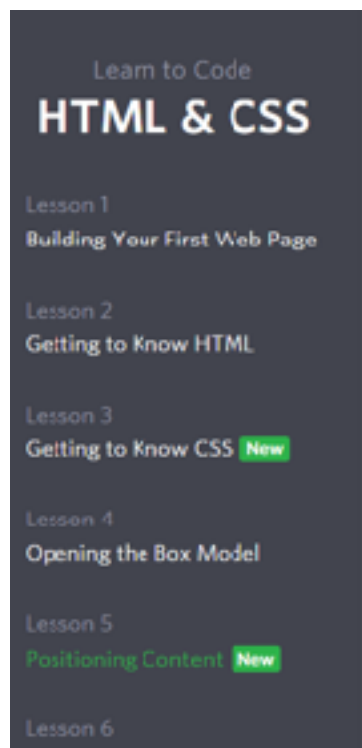 Learn to Code
HTML & CSS
Lesson 1
Building Your First Web Page
Lesson 2
Getting to Know HTML
Lesson 3
Getting to Know CSS New
Lesson 4
Opening the Box Model
Lesson 5
Positioning Content New
Lesson 6